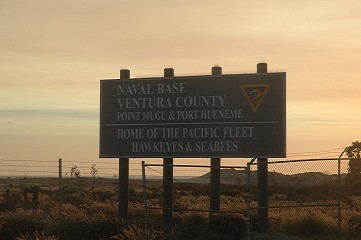 NAVAL BASE
VENTURA COUNTY
POINT MUGU & PORT HUENEME
HOME OF THE PACIFIC FLEET
HAWKEYES & SEABEES